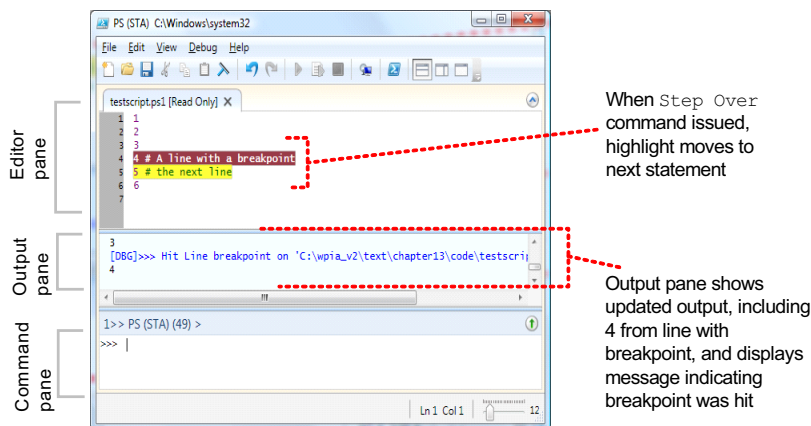 PS (STA) C:\Windows\system32
File Edit View Debug Help
testscript.ps1 [Read Only] X
1 1
2 2
3 3
4 4 # A line with a breakpoint
5 5 # the next line
6 6
7
3
[DBG]>>> Hit Line breakpoint on 'C:\wpia_v2\text\chapter13\code\testscrip
4
1>> PS (STA) (49) >
>>>
Ln 1 Col 1 12
Editor pane
Output pane
Command pane
When Step Over
command issued,
highlight moves to
next statement
Output pane shows
updated output, including
4 from line with
breakpoint, and displays
message indicating
breakpoint was hit